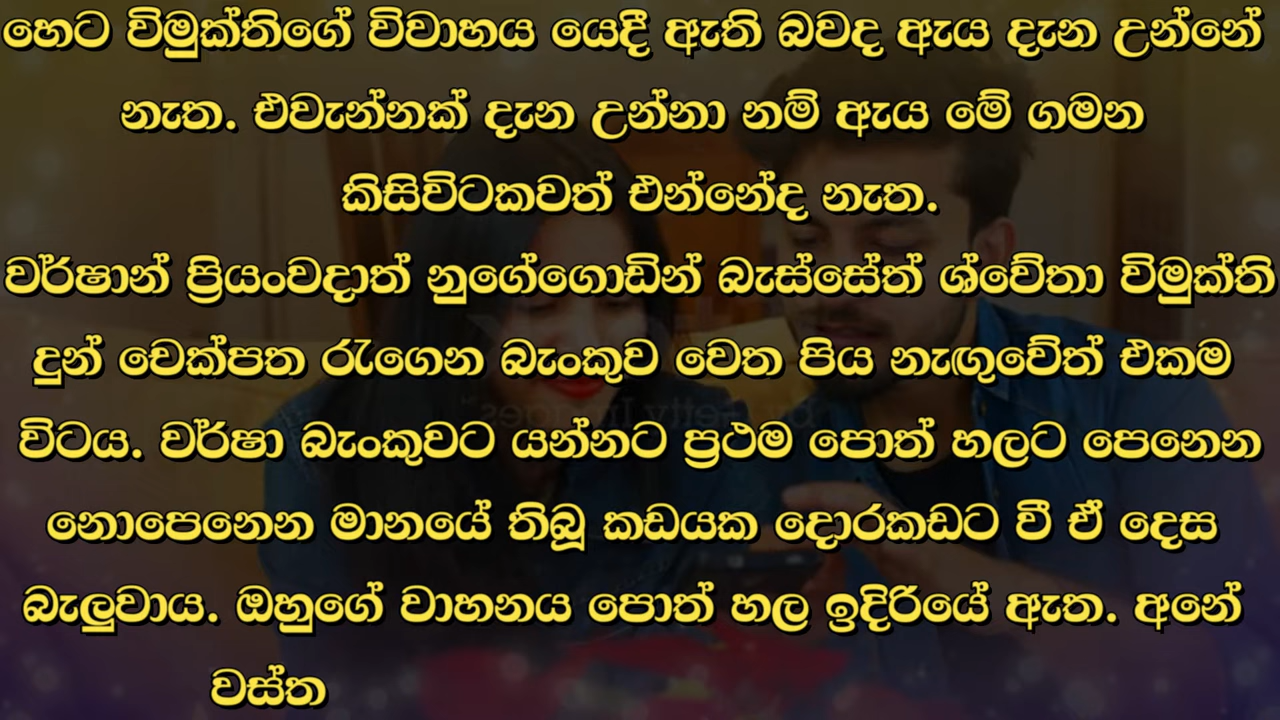 හෙට විමුක්තිගේ විවාහය යෙදී ඇති බවද ඇය දැන උන්නේ
නැත. එවැන්නක් දැන උන්නා නම් ඇය මේ ගමන
කිසිවිටකවත් එන්නේද නැත.
වර්ෂාත් ප්‍රියංවදාත් නුගේගොඩින් බැස්සේත් ශ්වේතා විමුක්ති
දුන් චෙක්පත රැගෙන බැංකුව වෙත පිය නැඟුවේත් එකම
විටය. වර්ෂා බැංකුවට යන්නට ප්‍රථම පොත් හලට පෙනෙන
නොපෙනෙන මානයේ තිබූ කඩයක දොරකඩට වී ඒ දෙස
බැලුවාය. ඔහුගේ වාහනය පොත් හල ඉදිරියේ ඇත. අනේ
වස්ත